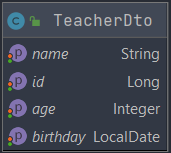 C TeacherDto
p name String
p id Long
p age Integer
p birthday LocalDate